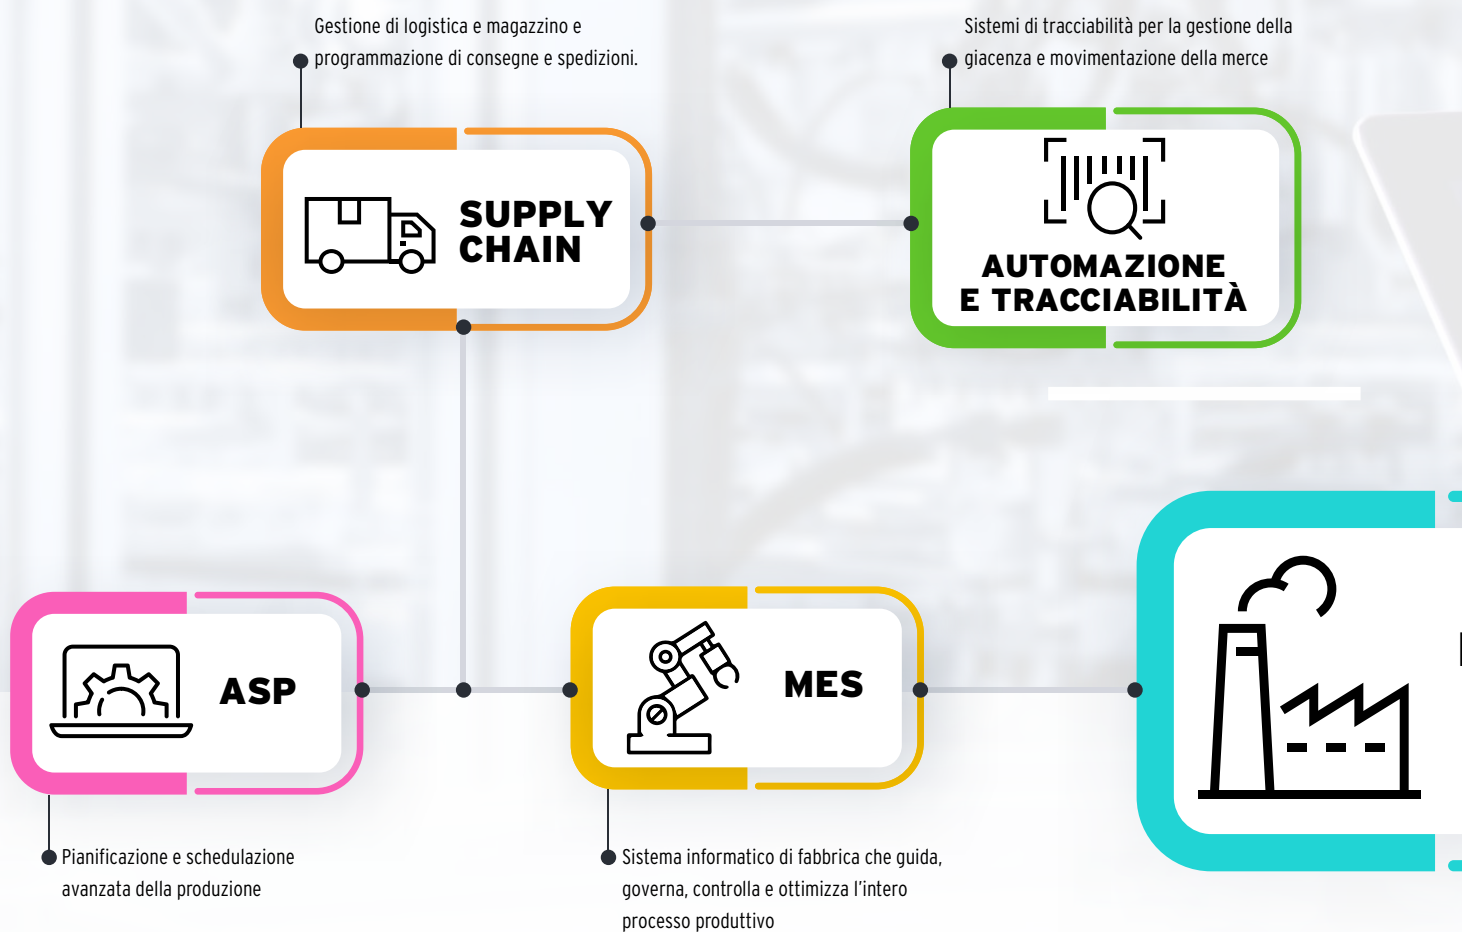 Gestione di logistica e magazzino e
programmazione di consegne e spedizioni.
SUPPLY
CHAIN
Sistemi di tracciabilità per la gestione della
giacenza e movimentazione della merce
AUTOMAZIONE
E TRACCIABILITÀ
ASP
Pianificazione e schedulazione
avanzata della produzione
MES
Sistema informatico di fabbrica che guida,
governa, controlla e ottimizza l'intero
processo produttivo